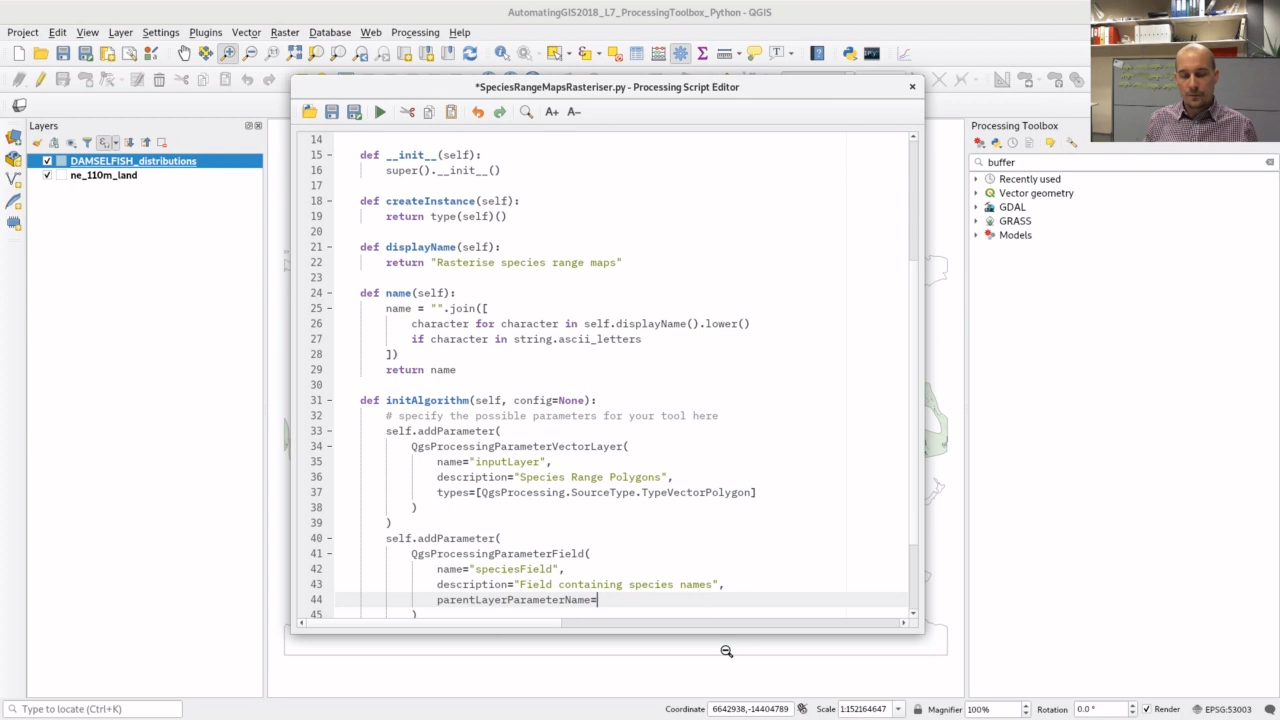 AutomatingGIS2018_L7_ProcessingToolbox_Python - QGIS
Project Edit View Layer Settings Plugins Vector Raster Database Web Processing Help
*SpeciesRangeMapsRasteriser.py - Processing Script Editor
Layers
DAMSELFISH_distributions
ne_110m_land
14
15 def __init__(self):
16 super().__init__()
17
18 def createInstance(self):
19 return type(self)()
20
21 def displayName(self):
22 return "Rasterise species range maps"
23
24 def name(self):
25 name = "".join([
26 character for character in self.displayName().lower()
27 if character in string.ascii_letters
28 ])
29 return name
30
31 def initAlgorithm(self, config=None):
32 # specify the possible parameters for your tool here
33 self.addParameter(
34 QgsProcessingParameterVectorLayer(
35 name="inputLayer",
36 description="Species Range Polygons",
37 types=[QgsProcessing.SourceType.TypeVectorPolygon]
38 )
39 )
40 self.addParameter(
41 QgsProcessingParameterField(
42 name="speciesField",
43 description="Field containing species names",
44 parentLayerParameterName=
45 )
Processing Toolbox
buffer
Recently used
Vector geometry
GDAL
GRASS
Models
Type to locate (Ctrl+K)
Coordinate 6642938,-14404789 Scale 1:152164647 Magnifier 100% Rotation 0.0 ° Render EPSG:53003